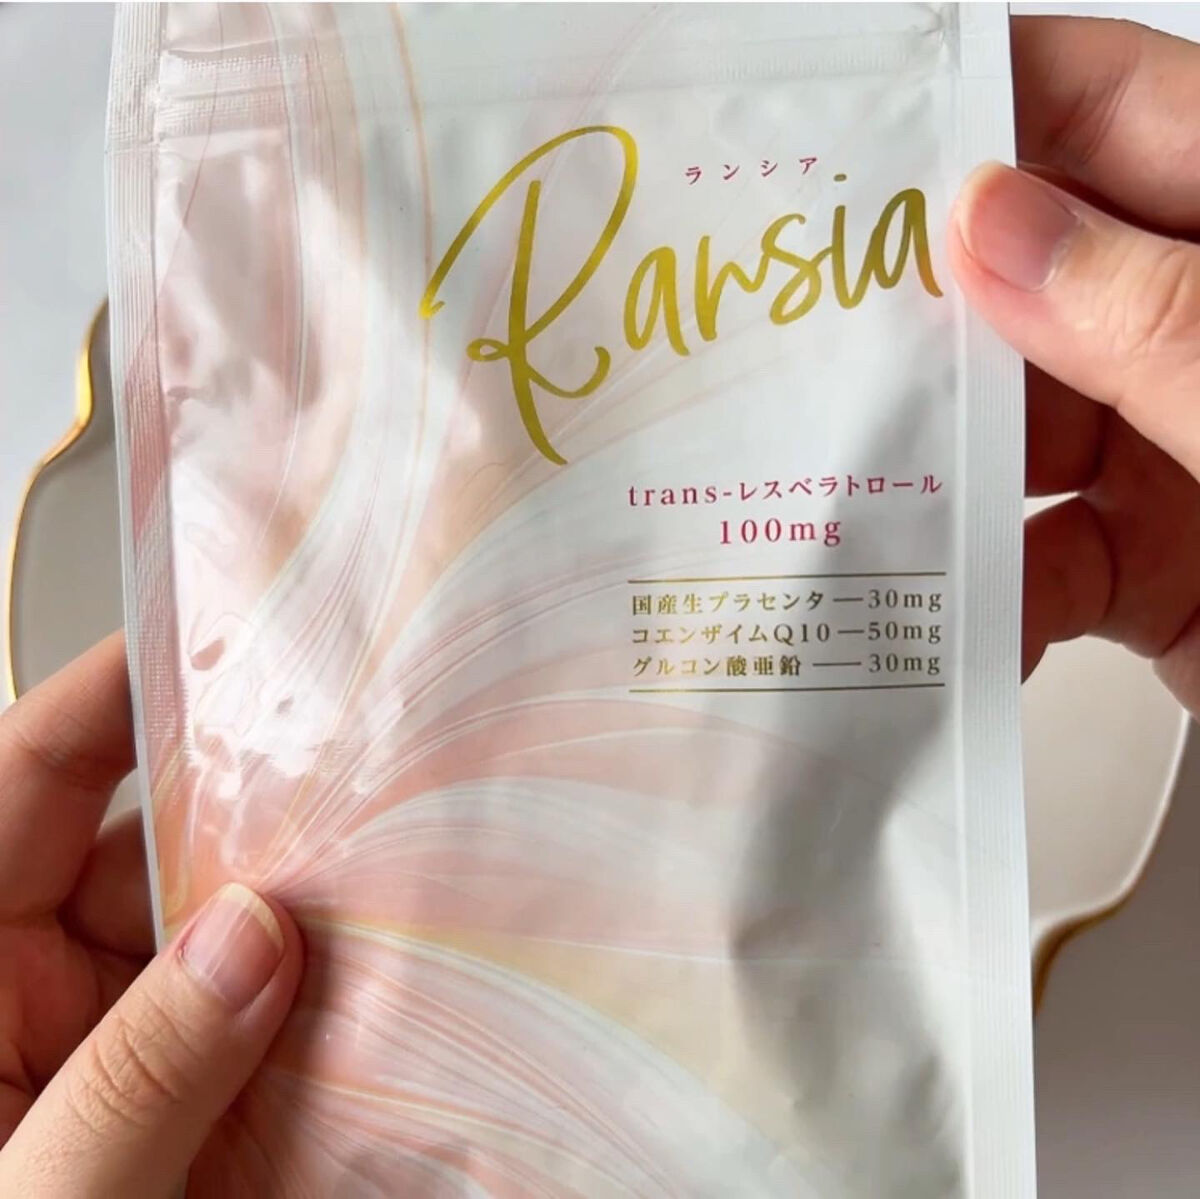 ランシア
Ransia
trans-レスベラトロール
100mg
国産生プラセンタ―30mg
コエンザイムQ10―50mg
グルコン酸亜鉛―30mg